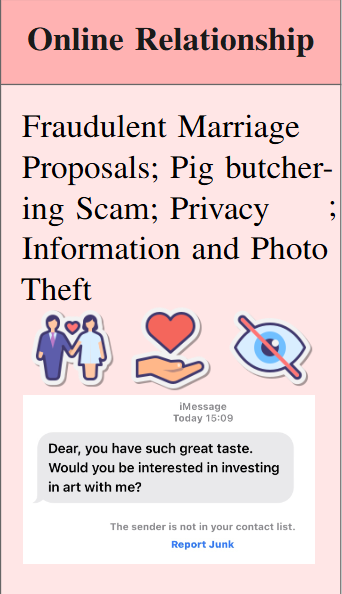 Online Relationship
Fraudulent Marriage
Proposals; Pig butcher-
ing Scam; Privacy ;
Information and Photo
Theft
iMessage
Today 15:09
Dear, you have such great taste.
Would you be interested in investing
in art with me?
The sender is not in your contact list.
Report Junk